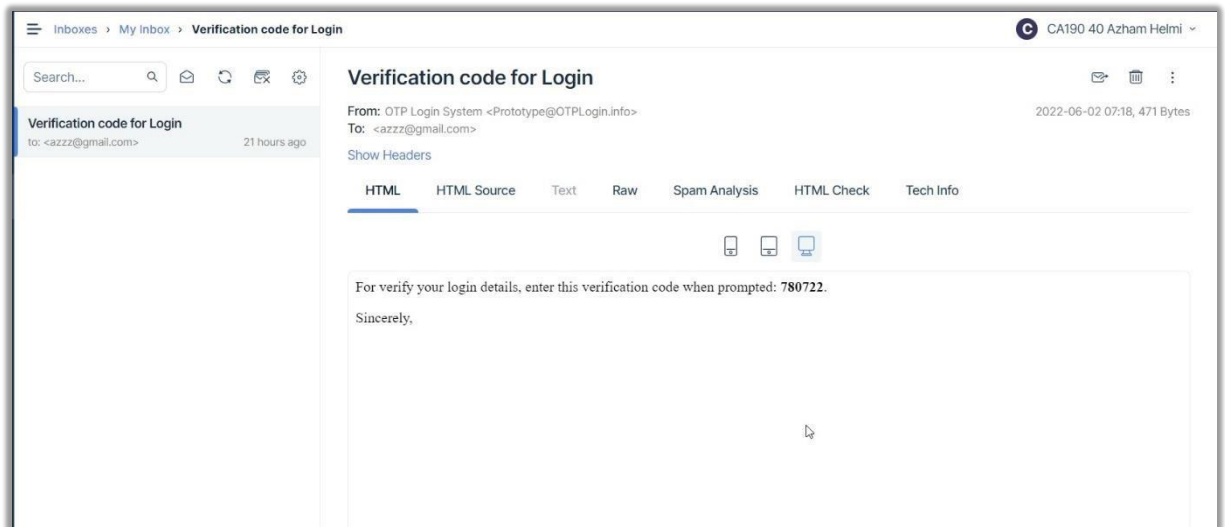 Inboxes › My Inbox › Verification code for Login
C CA190 40 Azham Helmi
Search...
Verification code for Login
to: <azzz@gmail.com> 21 hours ago
Verification code for Login
From: OTP Login System <Prototype@OTPLogin.info>
2022-06-02 07:18, 471 Bytes
To: <azzz@gmail.com>
Show Headers
HTML HTML Source Text Raw Spam Analysis HTML Check Tech Info
For verify your login details, enter this verification code when prompted: 780722.
Sincerely,